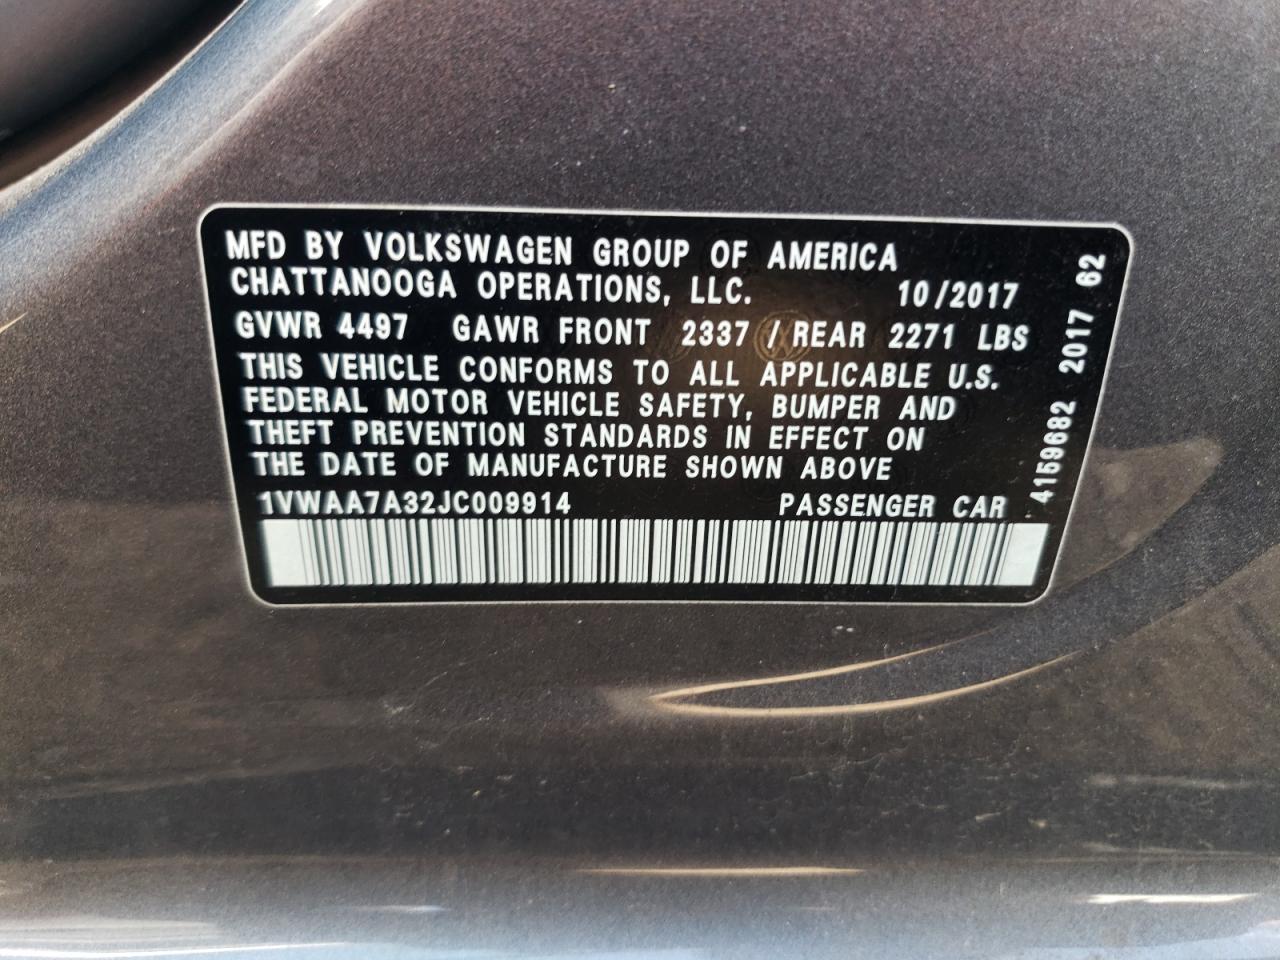 MFD BY VOLKSWAGEN GROUP OF AMERICA
CHATTANOOGA OPERATIONS, LLC. 10/2017
GVWR 4497 GAWR FRONT 2337 / REAR 2271 LBS
THIS VEHICLE CONFORMS TO ALL APPLICABLE U.S.
FEDERAL MOTOR VEHICLE SAFETY, BUMPER AND
THEFT PREVENTION STANDARDS IN EFFECT ON
THE DATE OF MANUFACTURE SHOWN ABOVE
1VWAA7A32JC009914 PASSENGER CAR
4159682 2017 62